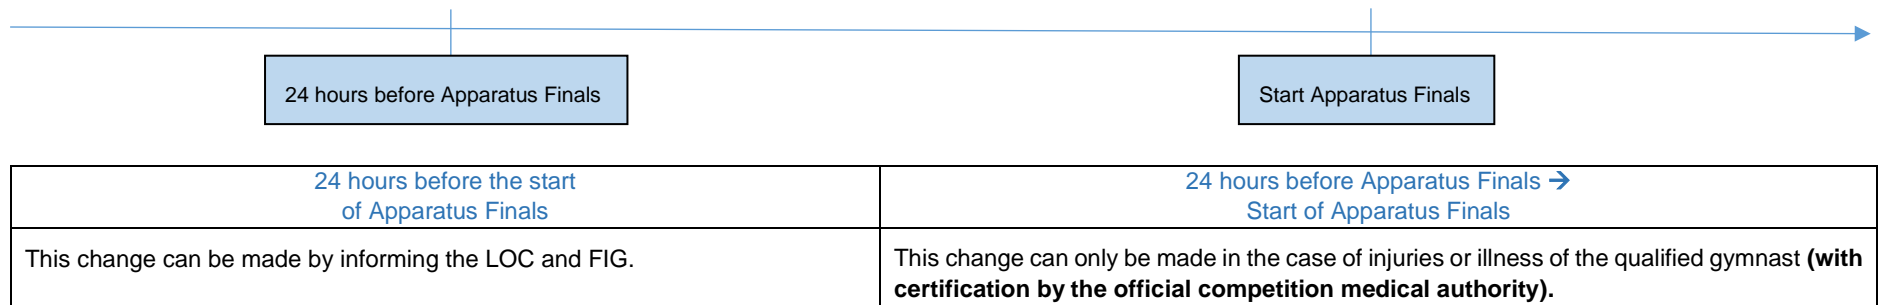 24 hours before Apparatus Finals
Start Apparatus Finals
24 hours before the start
of Apparatus Finals
24 hours before Apparatus Finals →
Start of Apparatus Finals
This change can be made by informing the LOC and FIG.
This change can only be made in the case of injuries or illness of the qualified gymnast (with
certification by the official competition medical authority).